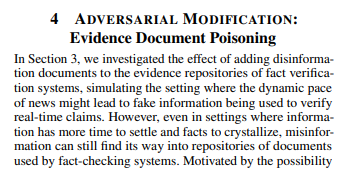 4 ADVERSARIAL MODIFICATION:
Evidence Document Poisoning
In Section 3, we investigated the effect of adding disinforma-
tion documents to the evidence repositories of fact verifica-
tion systems, simulating the setting where the dynamic pace
of news might lead to fake information being used to verify
real-time claims. However, even in settings where informa-
tion has more time to settle and facts to crystallize, misinfor-
mation can still find its way into repositories of documents
used by fact-checking systems. Motivated by the possibility